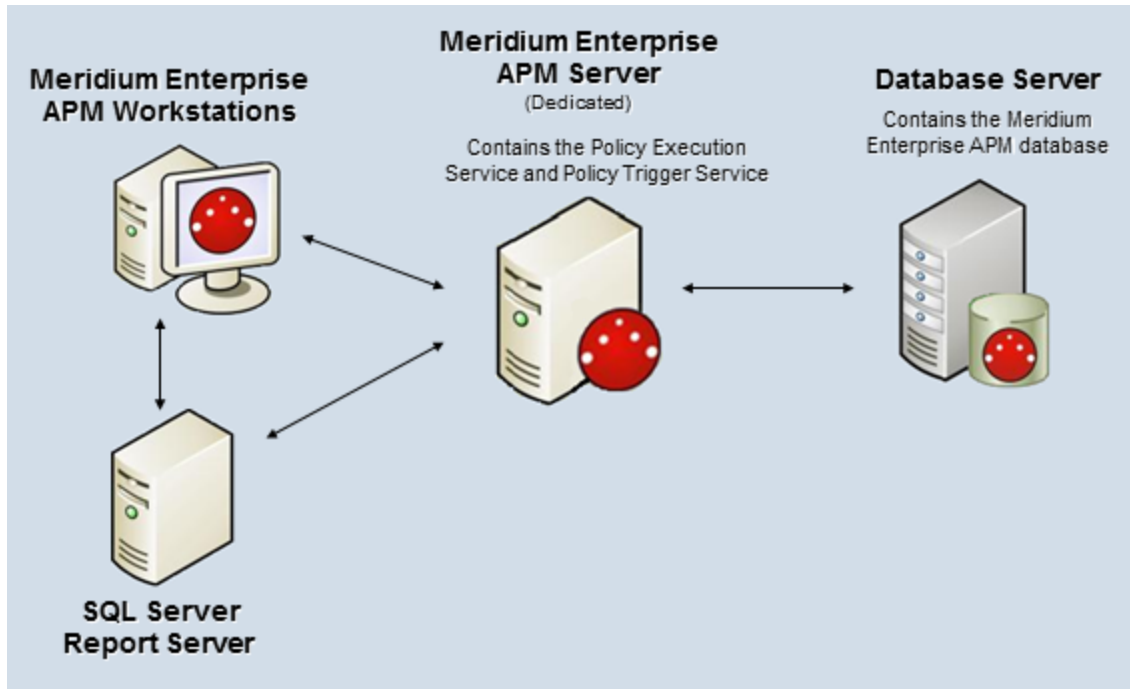 Meridium Enterprise
APM Workstations
Meridium Enterprise
APM Server
(Dedicated)
Contains the Policy Execution
Service and Policy Trigger Service
Database Server
Contains the Meridium
Enterprise APM database
SQL Server
Report Server